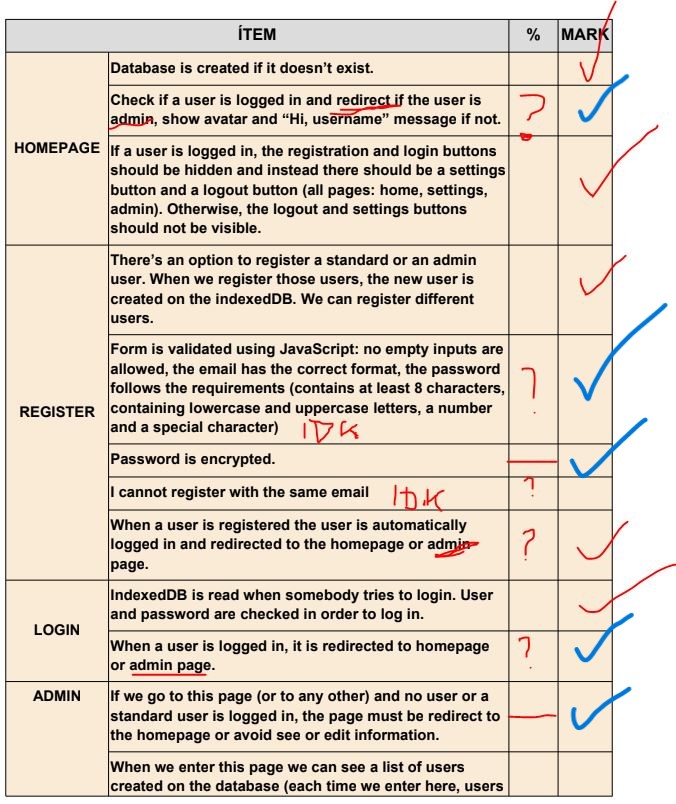 ÍTEM % MARK
HOMEPAGE
Database is created if it doesn't exist.
Check if a user is logged in and redirect if the user is
admin, show avatar and “Hi, username” message if not.
?
If a user is logged in, the registration and login buttons
should be hidden and instead there should be a settings
button and a logout button (all pages: home, settings,
admin). Otherwise, the logout and settings buttons
should not be visible.
REGISTER
There's an option to register a standard or an admin
user. When we register those users, the new user is
created on the indexedDB. We can register different
users.
Form is validated using JavaScript: no empty inputs are
allowed, the email has the correct format, the password
follows the requirements (contains at least 8 characters,
containing lowercase and uppercase letters, a number
and a special character) IDK
?
Password is encrypted.
I cannot register with the same email IDK
?
When a user is registered the user is automatically
logged in and redirected to the homepage or admin
page.
?
LOGIN
IndexedDB is read when somebody tries to login. User
and password are checked in order to log in.
When a user is logged in, it is redirected to homepage
or admin page.
?
ADMIN
If we go to this page (or to any other) and no user or a
standard user is logged in, the page must be redirect to
the homepage or avoid see or edit information.
When we enter this page we can see a list of users
created on the database (each time we enter here, users